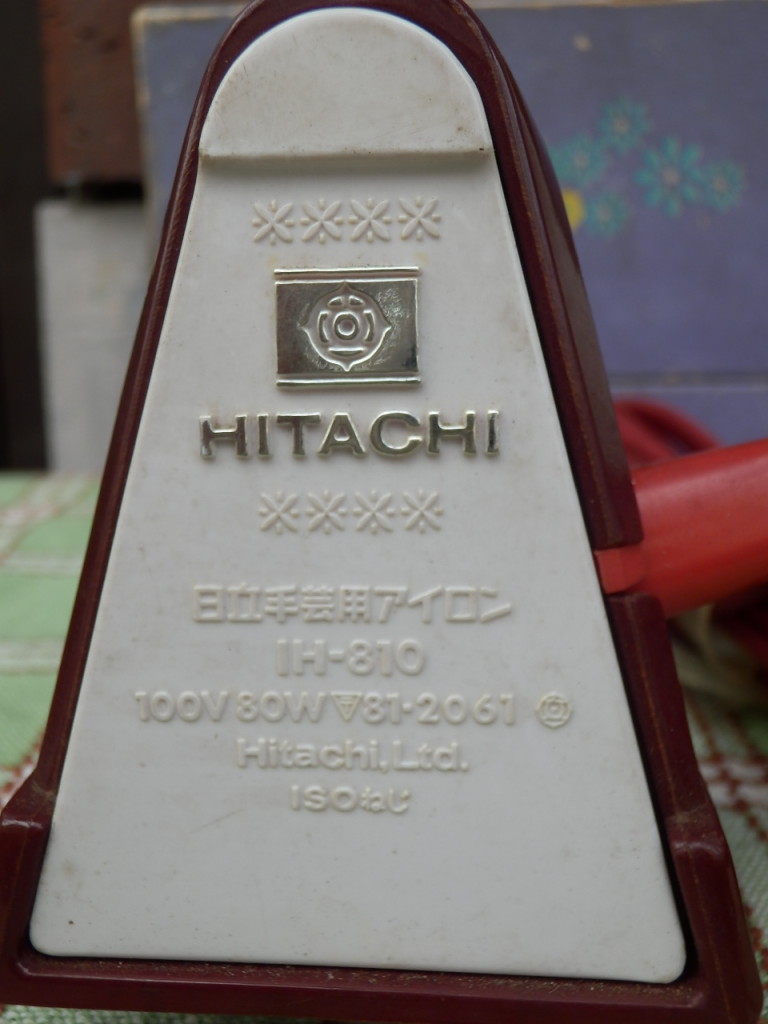 HITACHI
日立手芸用アイロン
IH-810
100V 80W 〒81-2061
Hitachi,Ltd.
ISOねじ